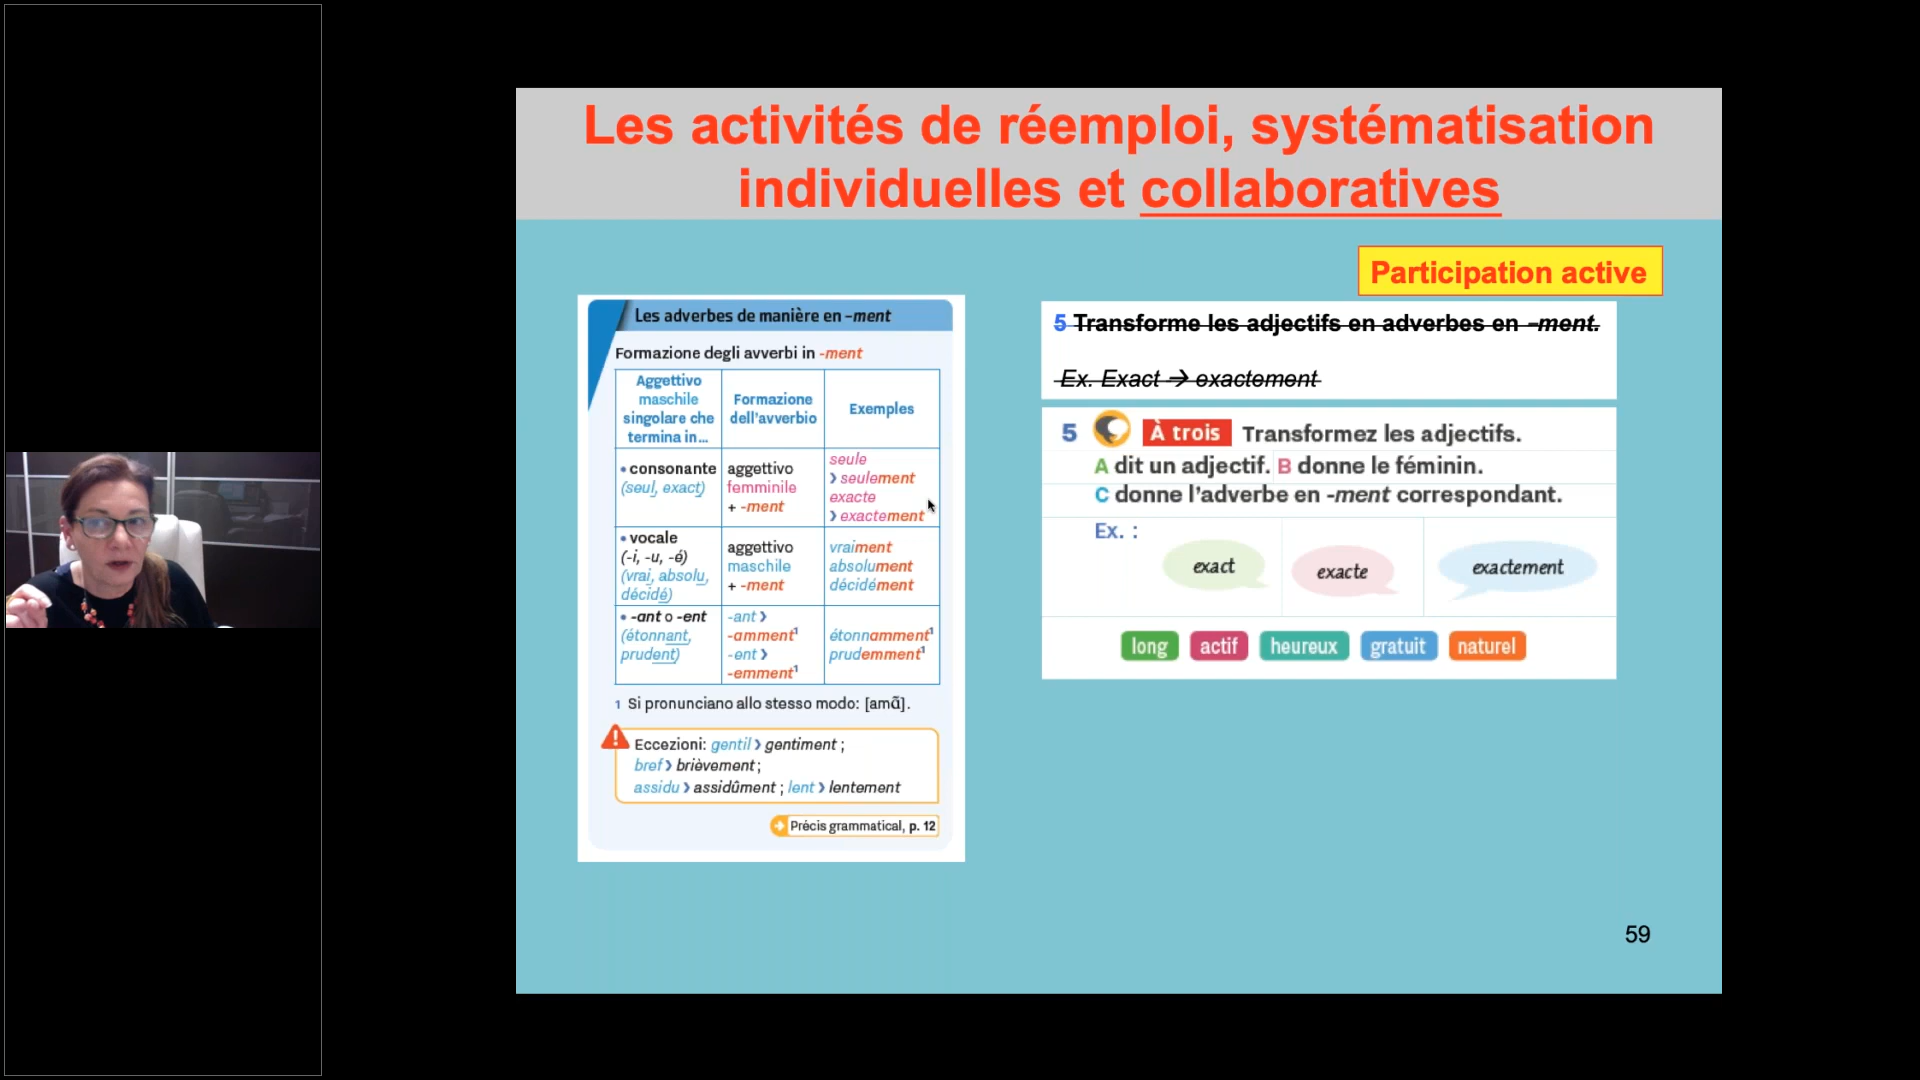 Les activités de réemploi, systématisation
individuelles et collaboratives
Participation active
Les adverbes de manière en –ment
Formazione degli avverbi in -ment
Aggettivo
maschile
singolare che
termina in...
Formazione
dell'avverbio
Exemples
• consonante
(seul, exact)
aggettivo
femminile
+ -ment
seule
› seulement
exacte
› exactement
• vocale
(-i, -u, -é)
(vrai, absolu,
décidé)
aggettivo
maschile
+ -ment
vraiment
absolument
décidément
• -ant o -ent
(étonnant,
prudent)
-ant ›
-amment¹
-ent ›
-emment¹
étonnamment¹
prudemment¹
1 Si pronunciano allo stesso modo: [amɑ̃].
Eccezioni: gentil › gentiment ;
bref › brièvement ;
assidu › assidûment ; lent › lentement
Précis grammatical, p. 12
5 Transforme les adjectifs en adverbes en –ment.
Ex. Exact → exactement
5 À trois Transformez les adjectifs.
A dit un adjectif. B donne le féminin.
C donne l'adverbe en -ment correspondant.
Ex. :
exact
exacte
exactement
long actif heureux gratuit naturel
59